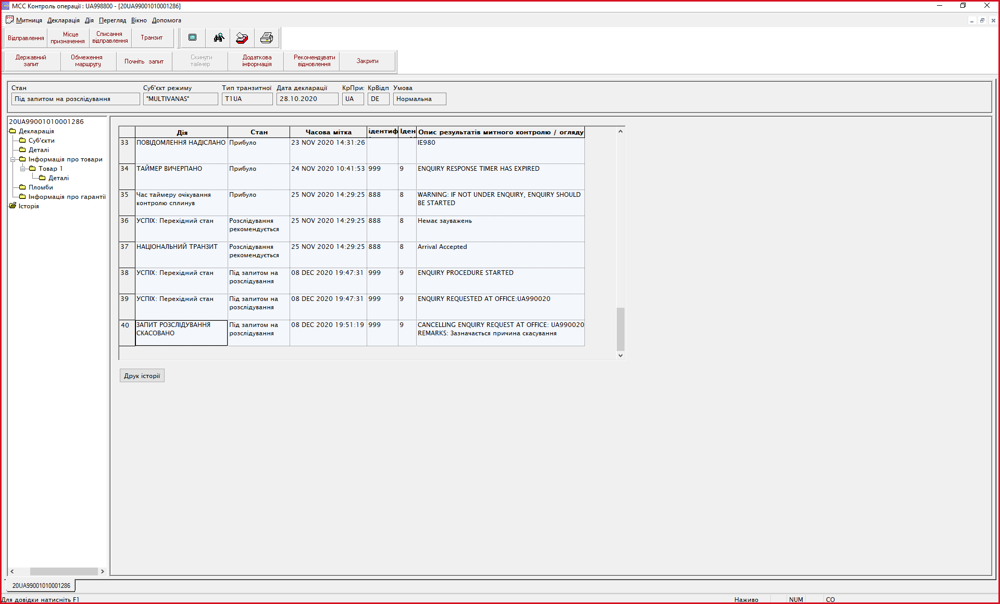 МСС Контроль операції : UA998800 - [20UA99001010001286]
Митниця Декларація Дія Перегляд Вікно Допомога
Відправлення Місце призначення Списання відправлення Транзит
Державний запит Обмеження маршруту Почніть запит Скинути таймер Додаткова інформація Рекомендувати відновлення Закрити
Стан Суб'єкт режиму Тип транзитної Дата декларації КрПри: КрВідп Умова
Під запитом на розслідування "MULTIVANAS" T1UA 28.10.2020 UA DE Нормальна
20UA99001010001286
Декларація
Суб'єкти
Деталі
Інформація про товари
Товар 1
Деталі
Пломби
Інформація про гарантії
Історія
Дія Стан Часова мітка ідентиф Іден Опис результатів митного контролю / огляду
33 ПОВІДОМЛЕННЯ НАДІСЛАНО Прибуло 23 NOV 2020 14:31:26 IE980
34 ТАЙМЕР ВИЧЕРПАНО Прибуло 24 NOV 2020 10:41:53 999 9 ENQUIRY RESPONSE TIMER HAS EXPIRED
35 Час таймеру очікування Прибуло 25 NOV 2020 14:29:25 888 8 WARNING: IF NOT UNDER ENQUIRY, ENQUIRY SHOULD
контролю сплинув BE STARTED
36 УСПІХ: Перехідний стан Розслідування 25 NOV 2020 14:29:25 888 8 Немає зауважень
рекомендується
37 НАЦІОНАЛЬНИЙ ТРАНЗИТ Розслідування 25 NOV 2020 14:29:25 888 8 Arrival Accepted
рекомендується
38 УСПІХ: Перехідний стан Під запитом на 08 DEC 2020 19:47:31 999 9 ENQUIRY PROCEDURE STARTED
розслідування
39 УСПІХ: Перехідний стан Під запитом на 08 DEC 2020 19:47:31 999 9 ENQUIRY REQUESTED AT OFFICE:UA990020
розслідування
40 ЗАПИТ РОЗСЛІДУВАННЯ Під запитом на 08 DEC 2020 19:51:19 999 9 CANCELLING ENQUIRY REQUEST AT OFFICE: UA990020
СКАСОВАНО розслідування REMARKS: Зазначається причина скасування
Друк історії
20UA99001010001286
Для довідки натисніть F1 Наживо NUM CO